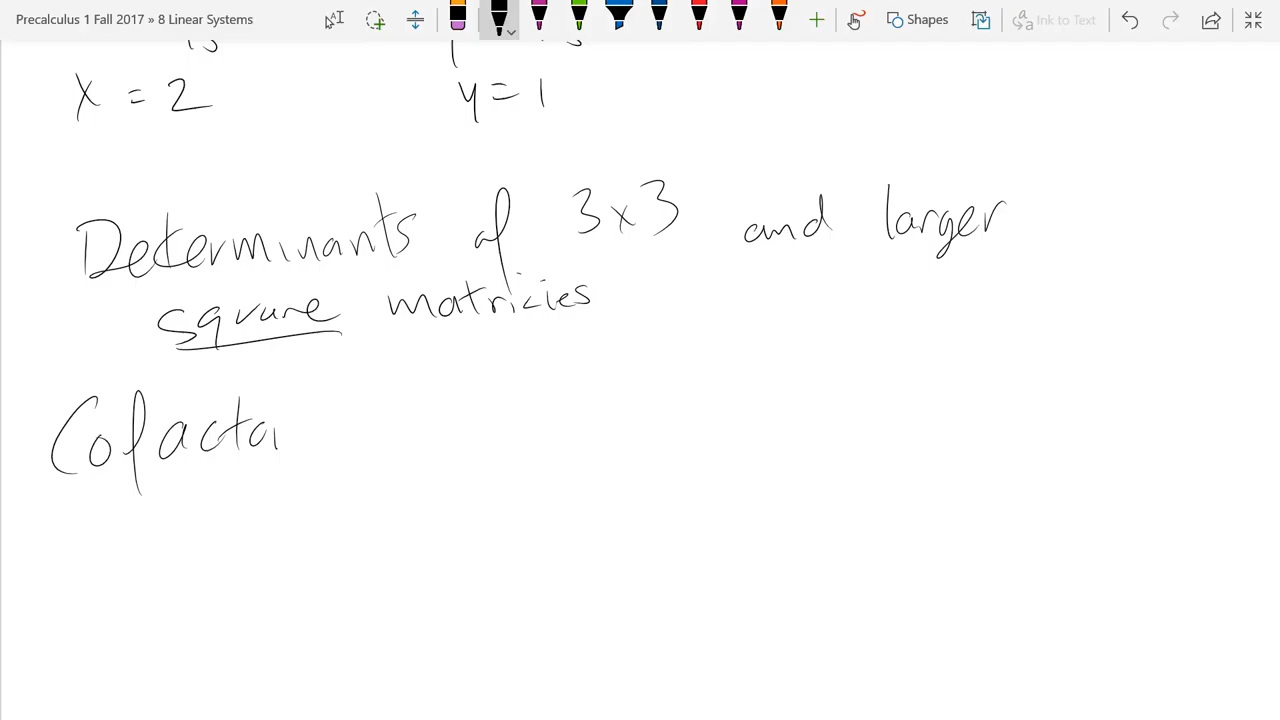 Precalculus 1 Fall 2017 » 8 Linear Systems Shapes Ink to Text
x = 2 y = 1
Determinants of 3x3 and larger
square matricies
Cofacto